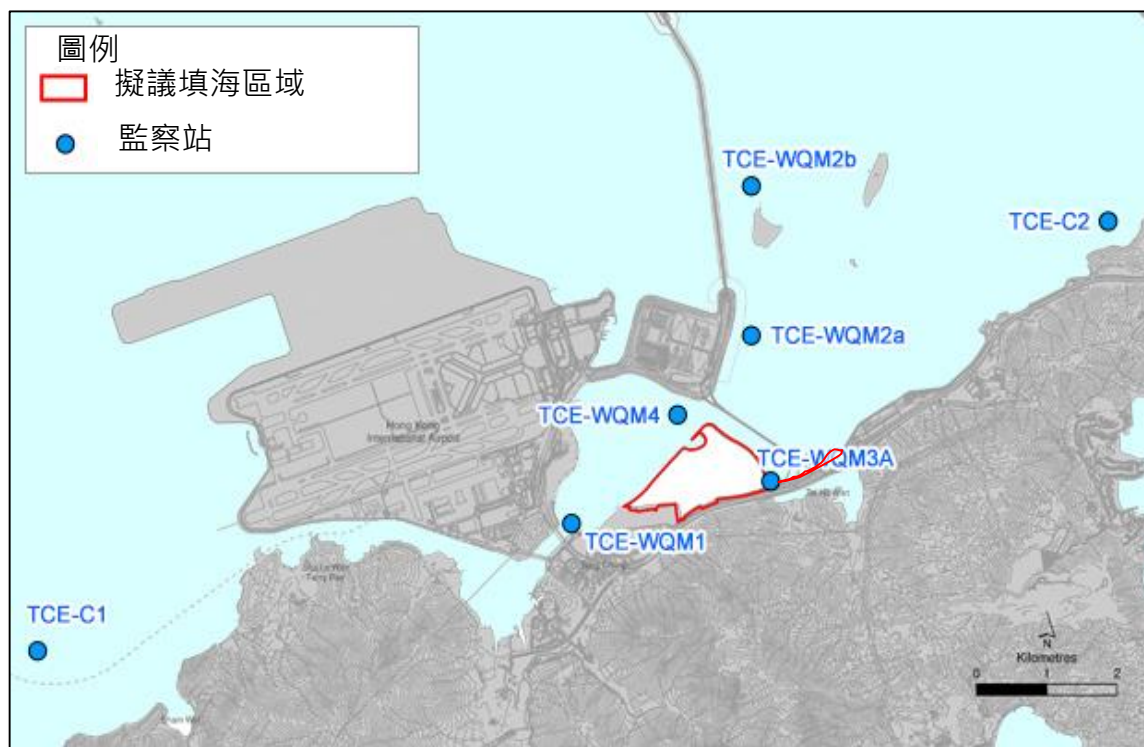 圖例
擬議填海區域
監察站
TCE-WQM2b
TCE-C2
TCE-WQM2a
TCE-WQM4
Hong Kong
International Airport
TCE-WQM3A
TCE-WQM1
TCE-C1
N
Kilometres
0 1 2